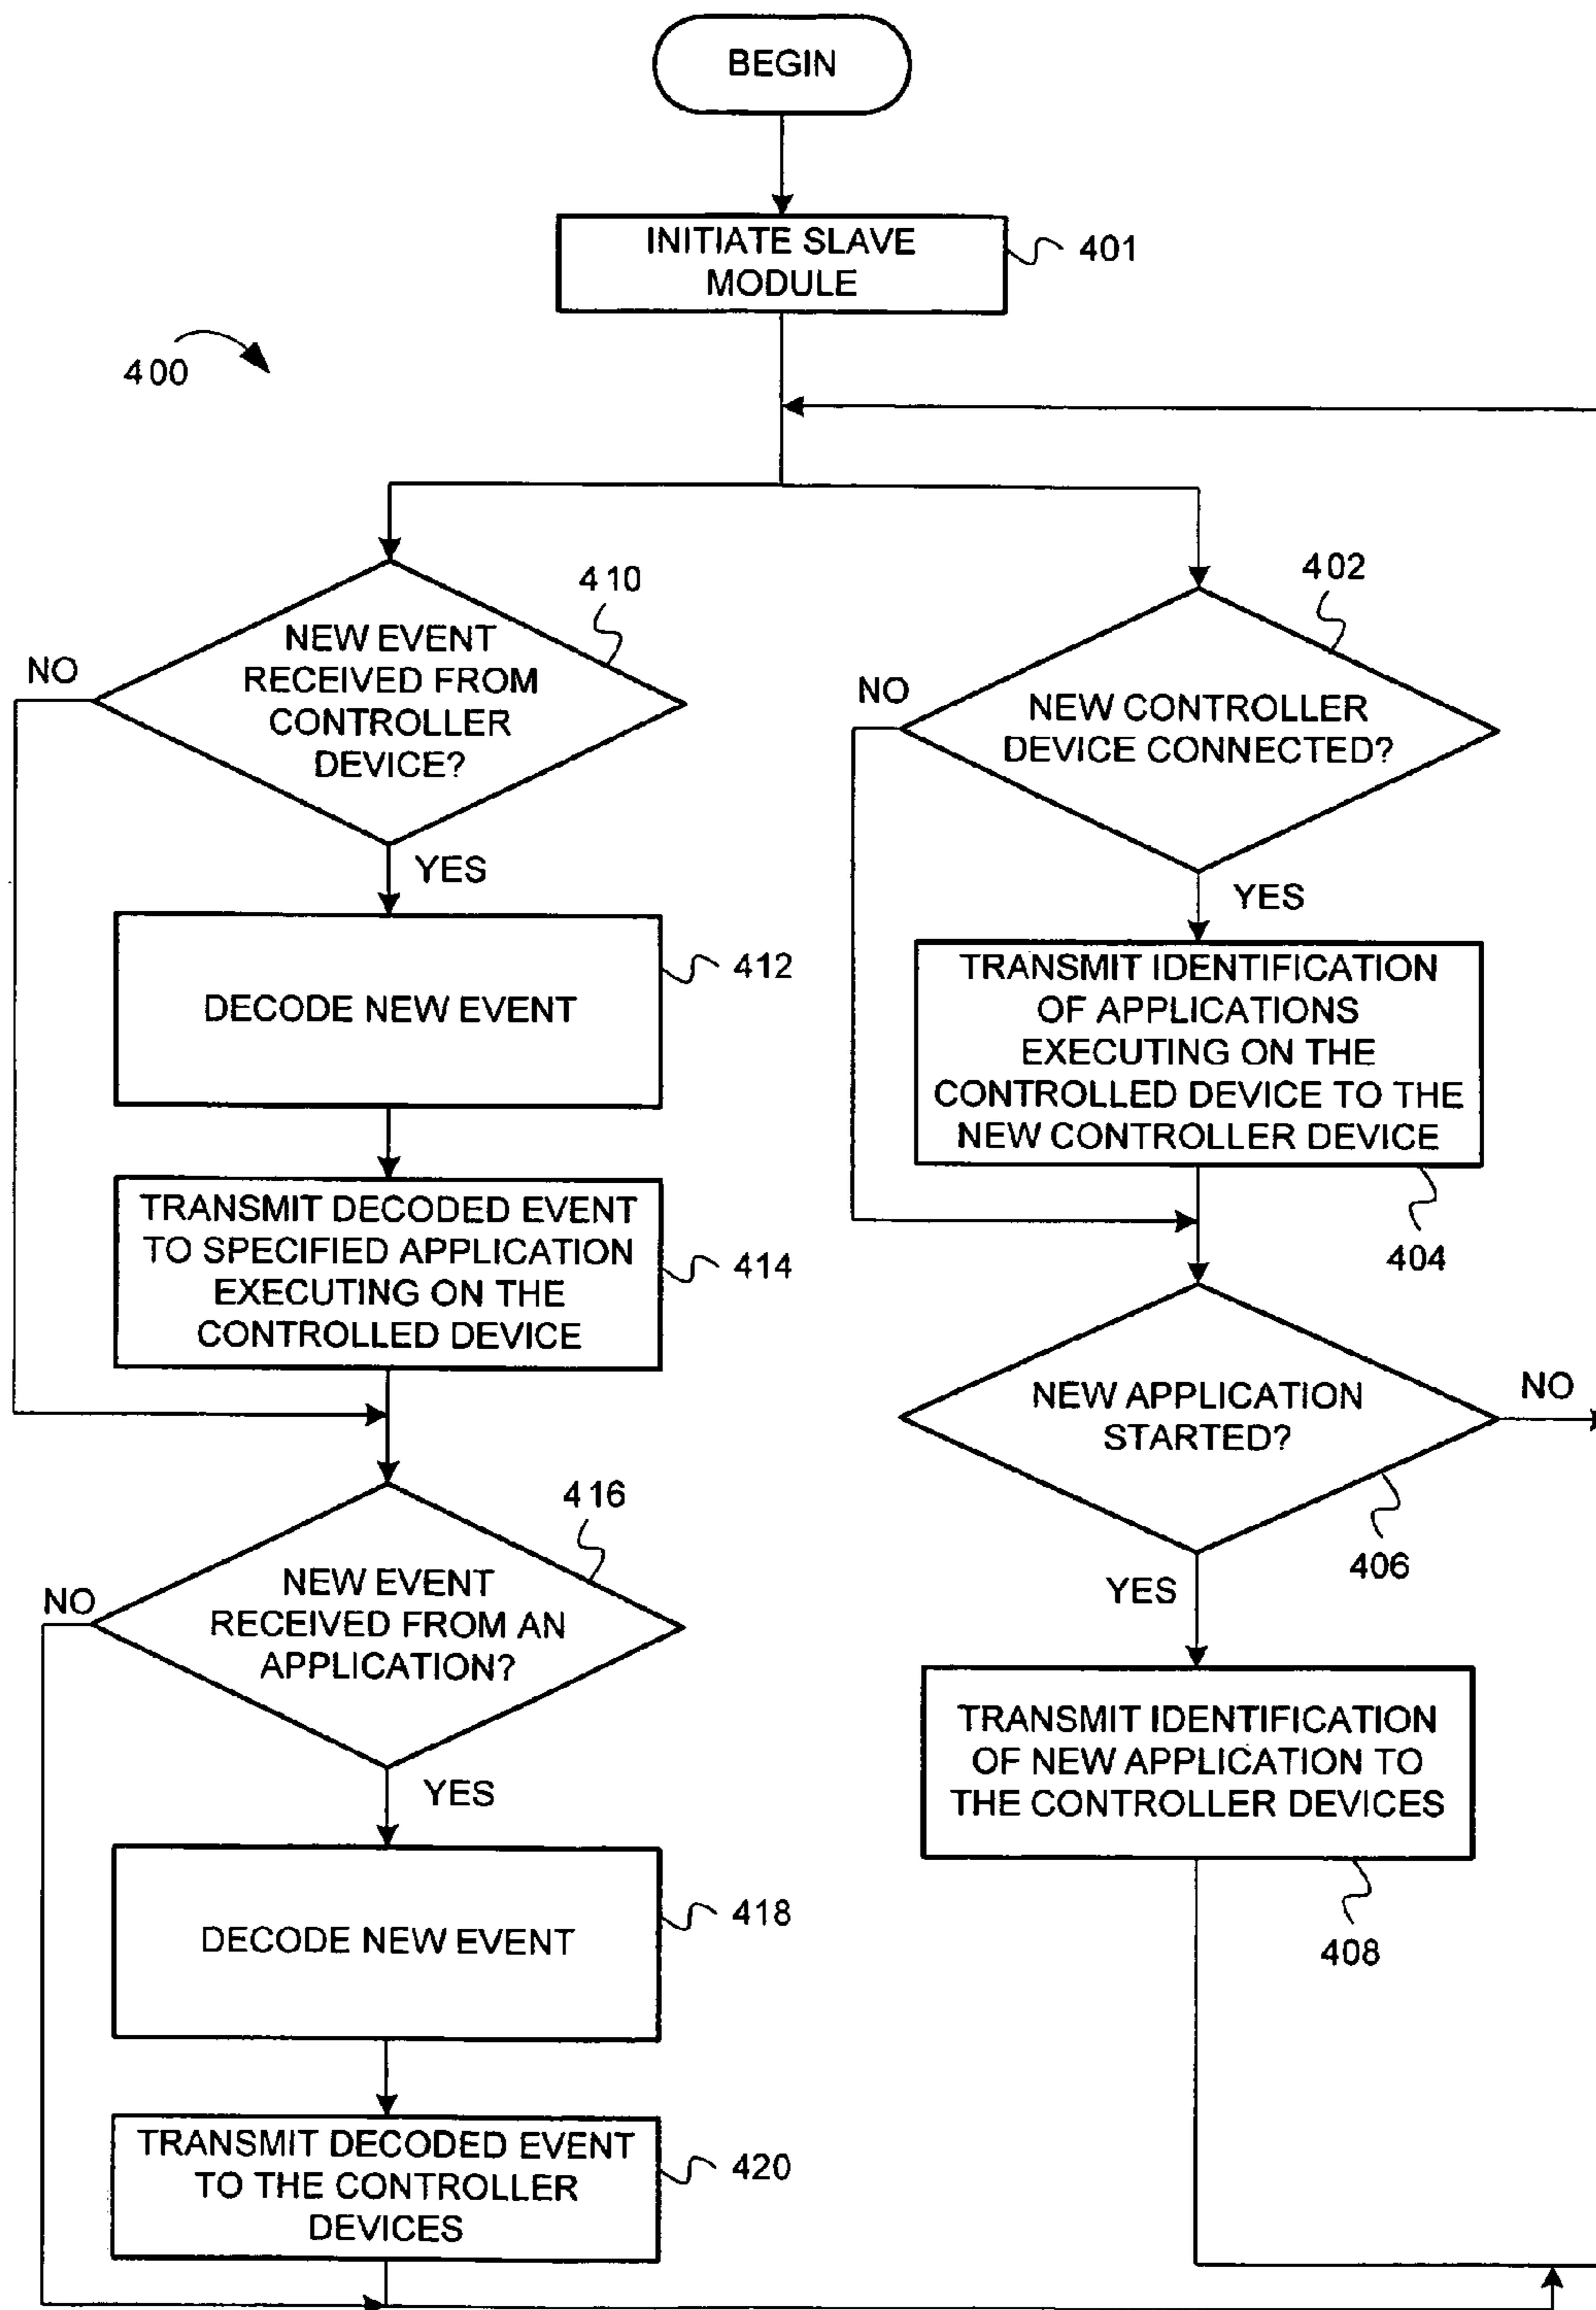 BEGIN
INITIATE SLAVE
MODULE
401
400
410
NEW EVENT
RECEIVED FROM
CONTROLLER
DEVICE?
NO
YES
412
DECODE NEW EVENT
TRANSMIT DECODED EVENT
TO SPECIFIED APPLICATION
EXECUTING ON THE
CONTROLLED DEVICE
414
416
NEW EVENT
RECEIVED FROM AN
APPLICATION?
NO
YES
418
DECODE NEW EVENT
TRANSMIT DECODED EVENT
TO THE CONTROLLER
DEVICES
420
402
NO
NEW CONTROLLER
DEVICE CONNECTED?
YES
TRANSMIT IDENTIFICATION
OF APPLICATIONS
EXECUTING ON THE
CONTROLLED DEVICE TO THE
NEW CONTROLLER DEVICE
404
NEW APPLICATION
STARTED?
NO
406
YES
TRANSMIT IDENTIFICATION
OF NEW APPLICATION TO
THE CONTROLLER DEVICES
408